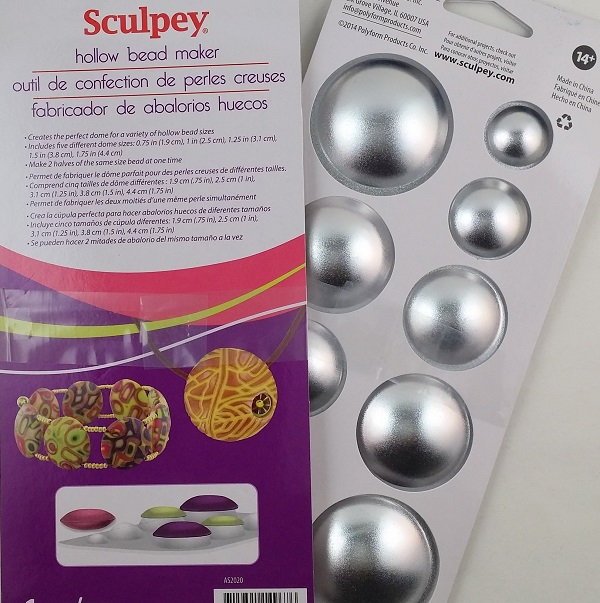 Sculpey®
hollow bead maker
outil de confection de perles creuses
fabricador de abalorios huecos
• Creates the perfect dome for a variety of hollow bead sizes
• Includes five different dome sizes: 0.75 in (1.9 cm), 1 in (2.5 cm), 1.25 in (3.1 cm),
1.5 in (3.8 cm), 1.75 in (4.4 cm)
• Make 2 halves of the same size bead at one time
• Permet de fabriquer le dôme parfait pour des perles creuses de différentes tailles.
• Comprend cinq tailles de dôme différentes : 1.9 cm (.75 in), 2.5 cm (1 in),
3.1 cm (1.25 in), 3.8 cm (1.5 in), 4.4 cm (1.75 in)
• Permet de fabriquer les deux moitiés d'une même perle simultanément
• Crea la cúpula perfecta para hacer abalorios huecos de diferentes tamaños
• Incluye cinco tamaños de cúpula diferentes: 1.9 cm (.75 in), 2.5 cm (1 in),
3.1 cm (1.25 in), 3.8 cm (1.5 in), 4.4 cm (1.75 in)
• Se pueden hacer 2 mitades de abalorio del mismo tamaño a la vez
AS2020
Avenue
Grove Village, IL 60007 USA
info@polyformproducts.com
©2014 Polyform Products Co. Inc.
For additional projects, check out
Pour d'autres projets, visiter
Para conocer otros proyectos, visitar
www.sculpey.com
14+
Made in China
Fabriqué en Chine
Hecho en China